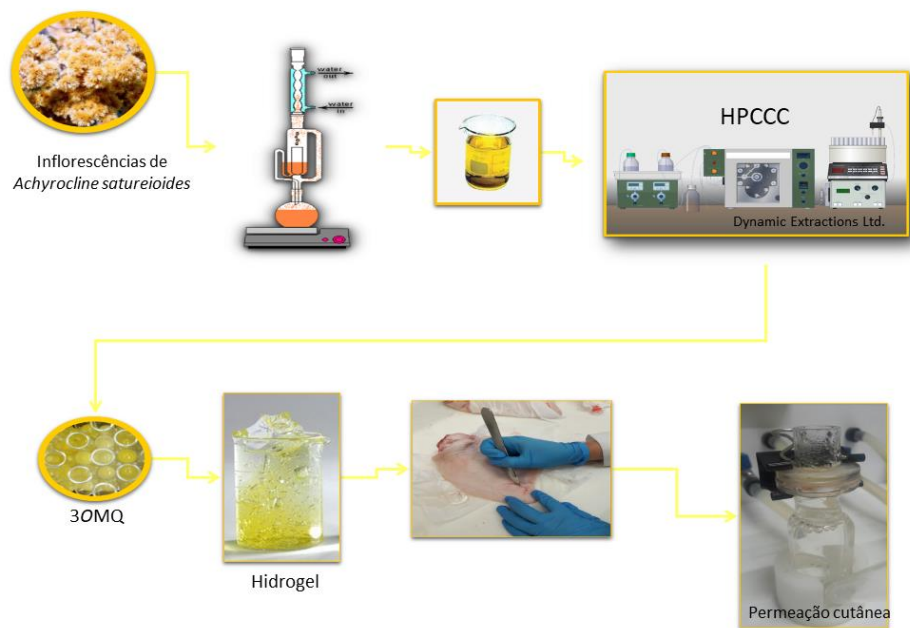 water
out
water
in
HPCCC
Inflorescências de
Achyrocline satureioides
Dynamic Extractions Ltd.
3OMQ
Hidrogel
Permeação cutânea